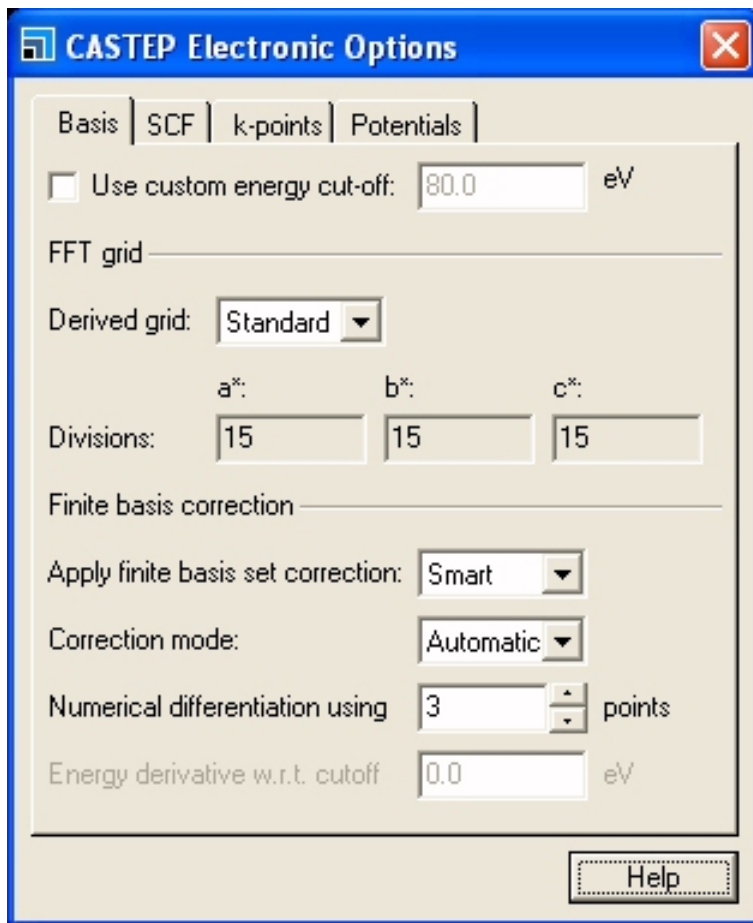 CASTEP Electronic Options
Basis SCF k-points Potentials
Use custom energy cut-off: 80.0 eV
FFT grid
Derived grid: Standard
a*: b*: c*:
Divisions: 15 15 15
Finite basis correction
Apply finite basis set correction: Smart
Correction mode: Automatic
Numerical differentiation using 3 points
Energy derivative w.r.t. cutoff 0.0 eV
Help